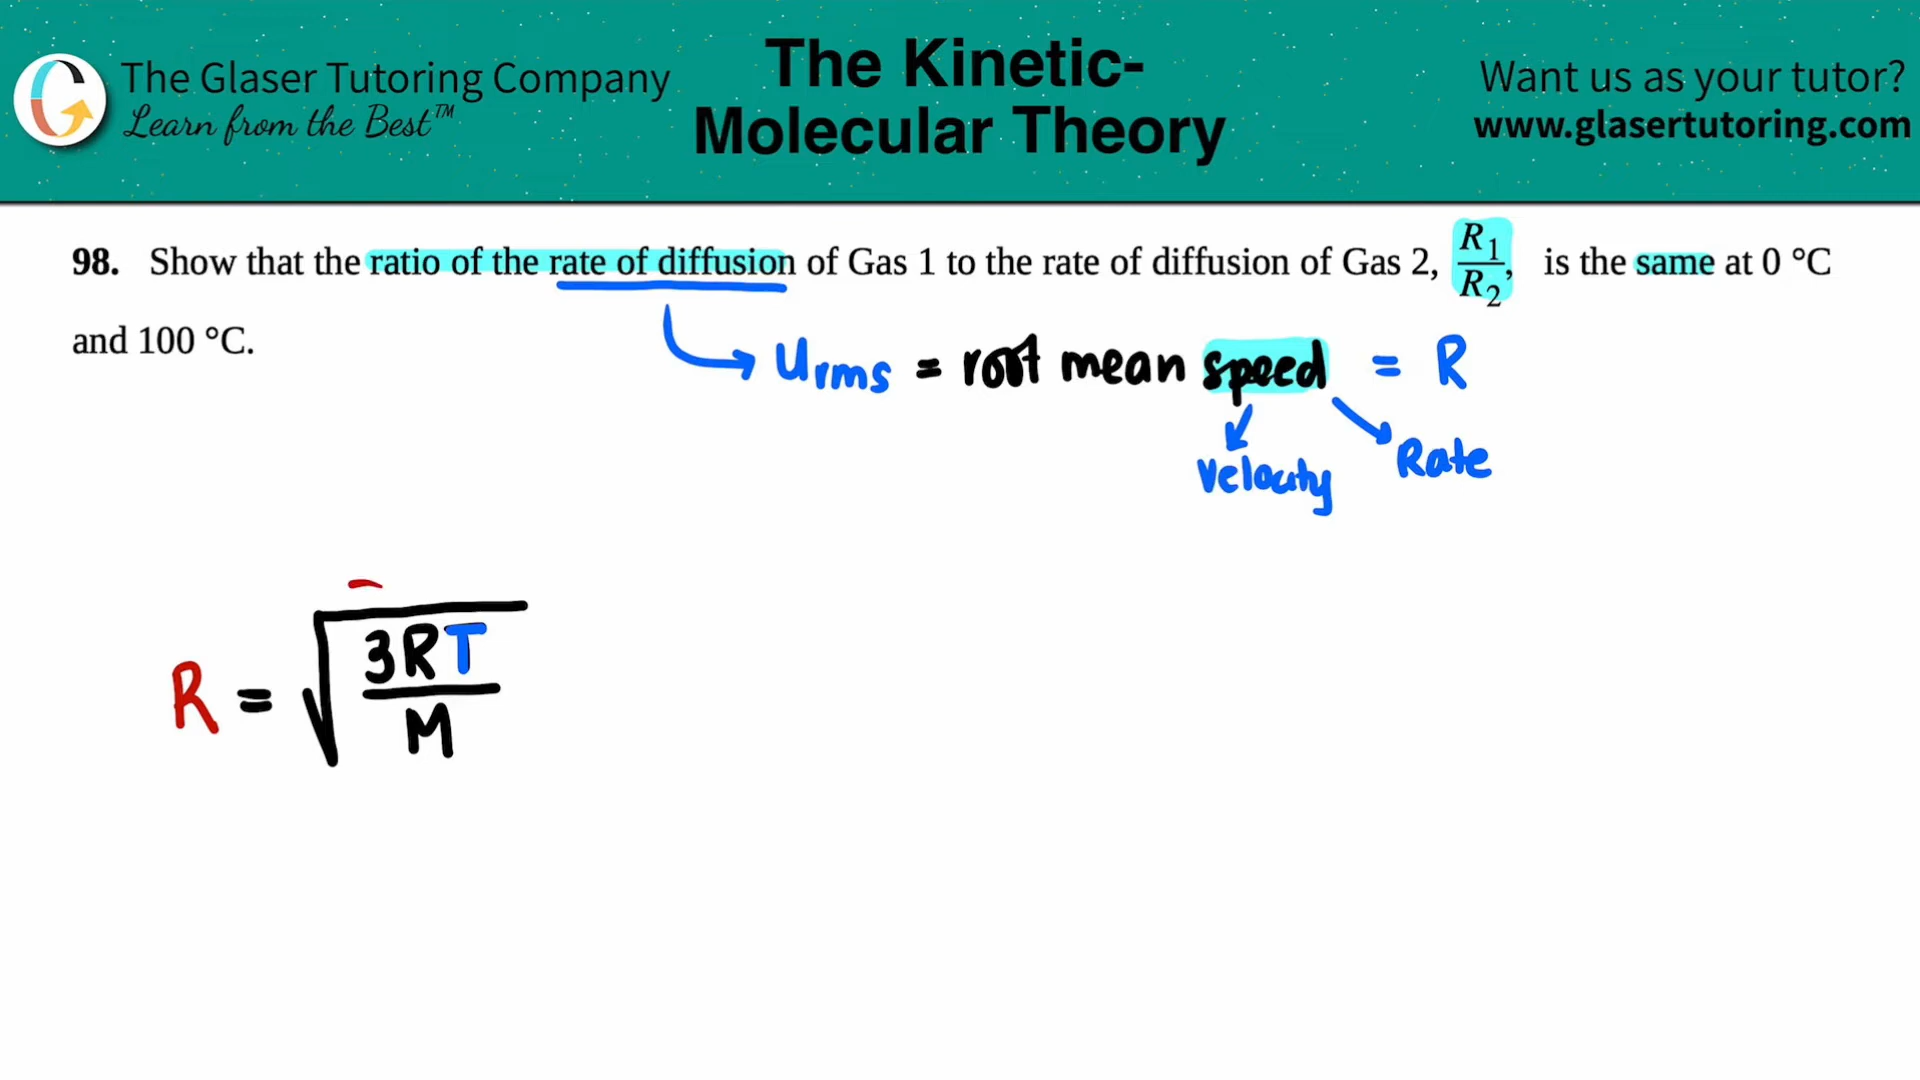 The Glaser Tutoring Company
Learn from the Best™
The Kinetic-
Molecular Theory
Want us as your tutor?
www.glasertutoring.com
98. Show that the ratio of the rate of diffusion of Gas 1 to the rate of diffusion of Gas 2, R₁/R₂, is the same at 0 °C
and 100 °C.
u rms = root mean speed = R
Velocity
Rate
R = √(3RT/M)